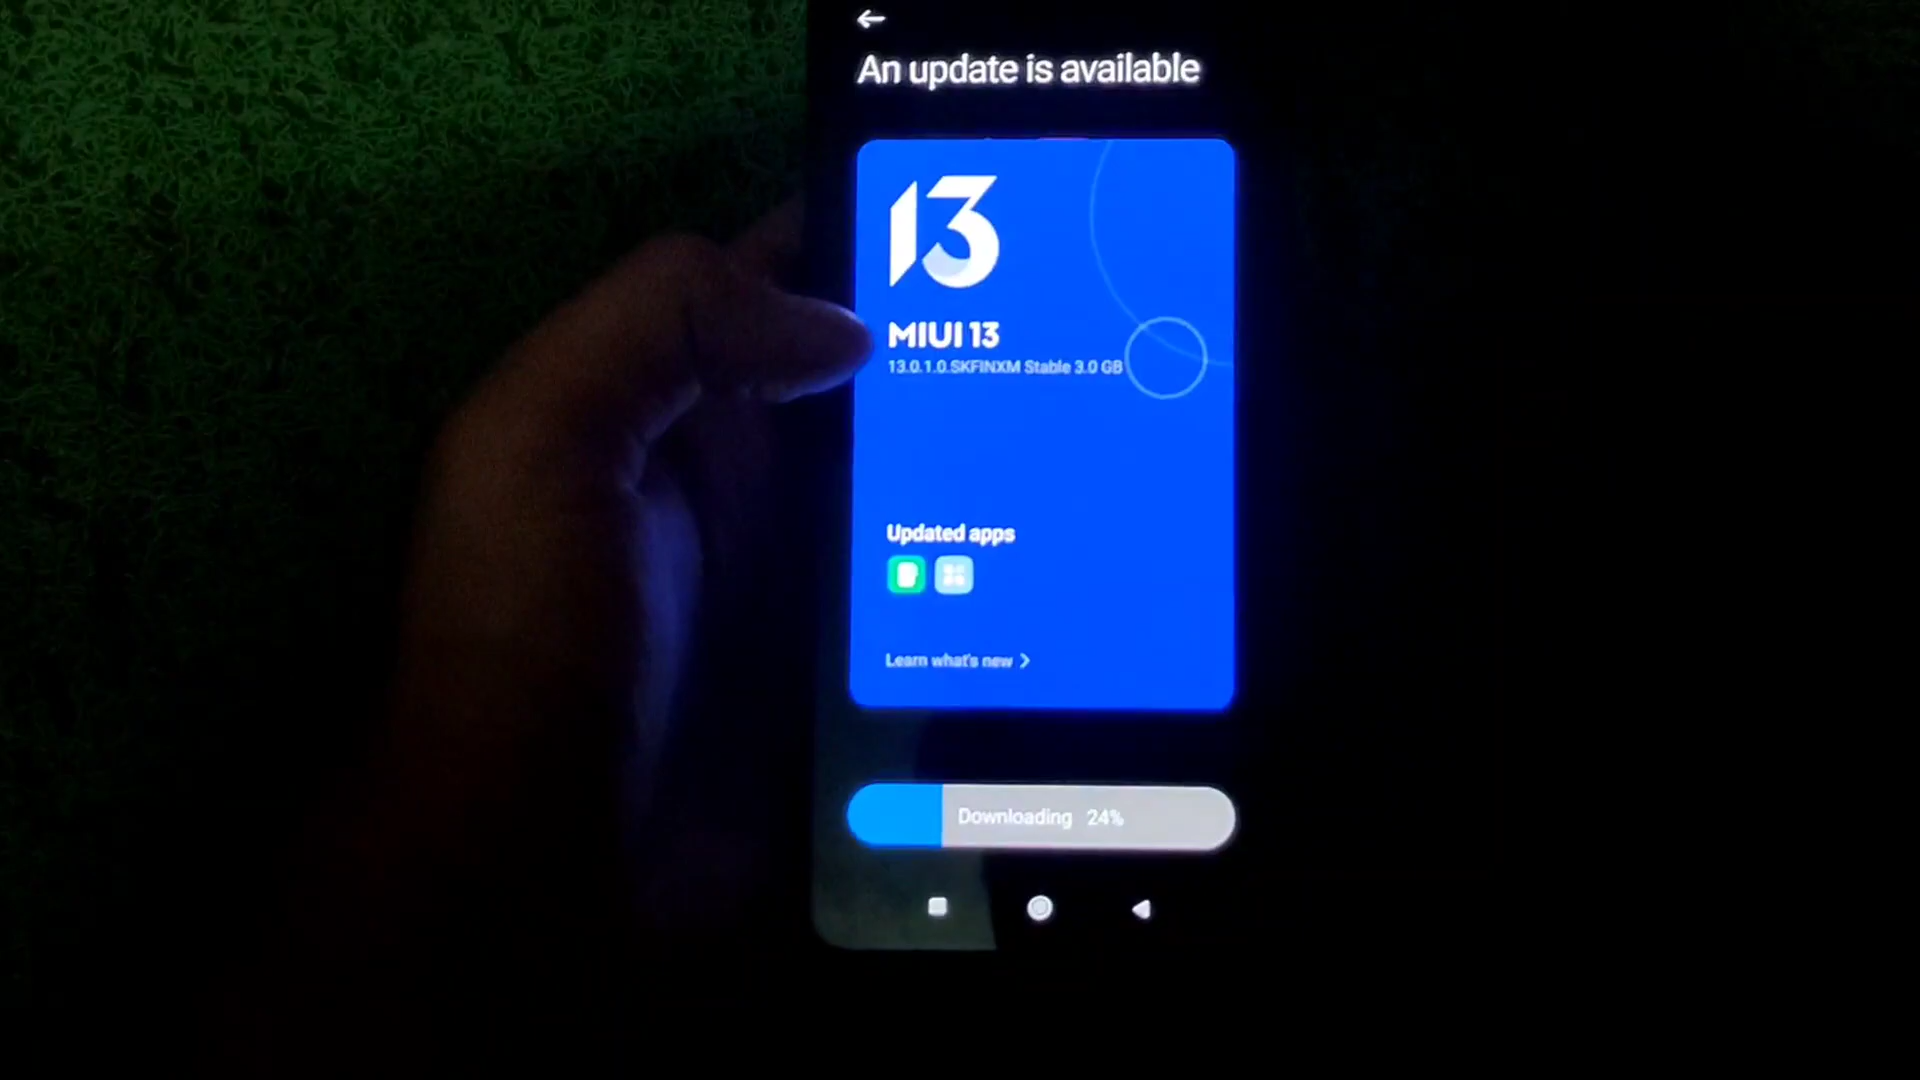 An update is available
13
MIUI 13
13.0.1.0.SKFINXM Stable 3.0 GB
Updated apps
Learn what's new
Downloading 24%